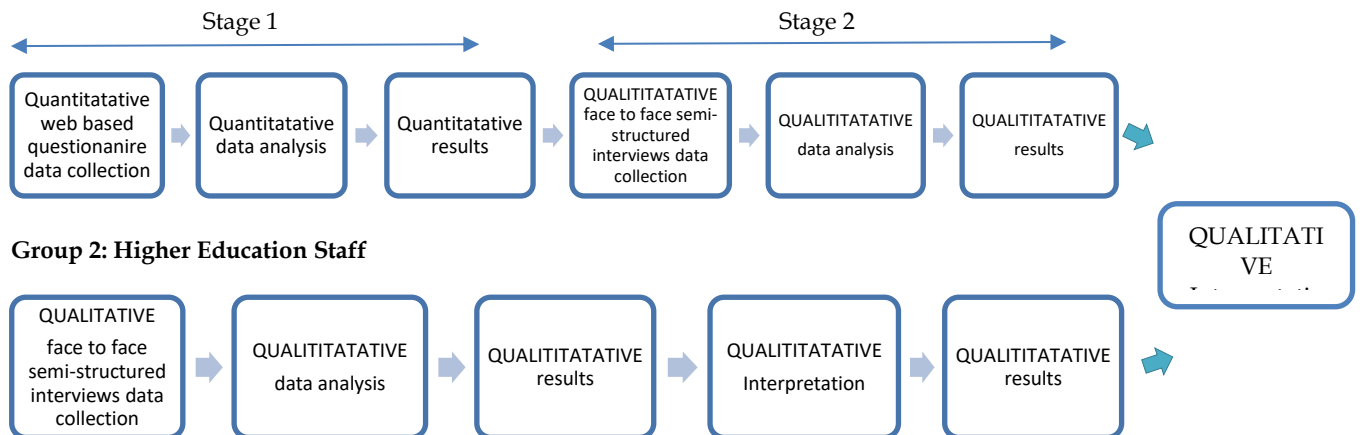 Stage 1
Stage 2
Quantitatative
web based
questionanire
data collection
Quantitatative
data analysis
Quantitatative
results
QUALITITATATIVE
face to face semi-
structured
interviews data
collection
QUALITITATATIVE
data analysis
QUALITITATATIVE
results
Group 2: Higher Education Staff
QUALITATI
VE
QUALITATIVE
face to face
semi-structured
interviews data
collection
QUALITITATATIVE
data analysis
QUALITITATATIVE
results
QUALITITATATIVE
Interpretation
QUALITITATATIVE
results